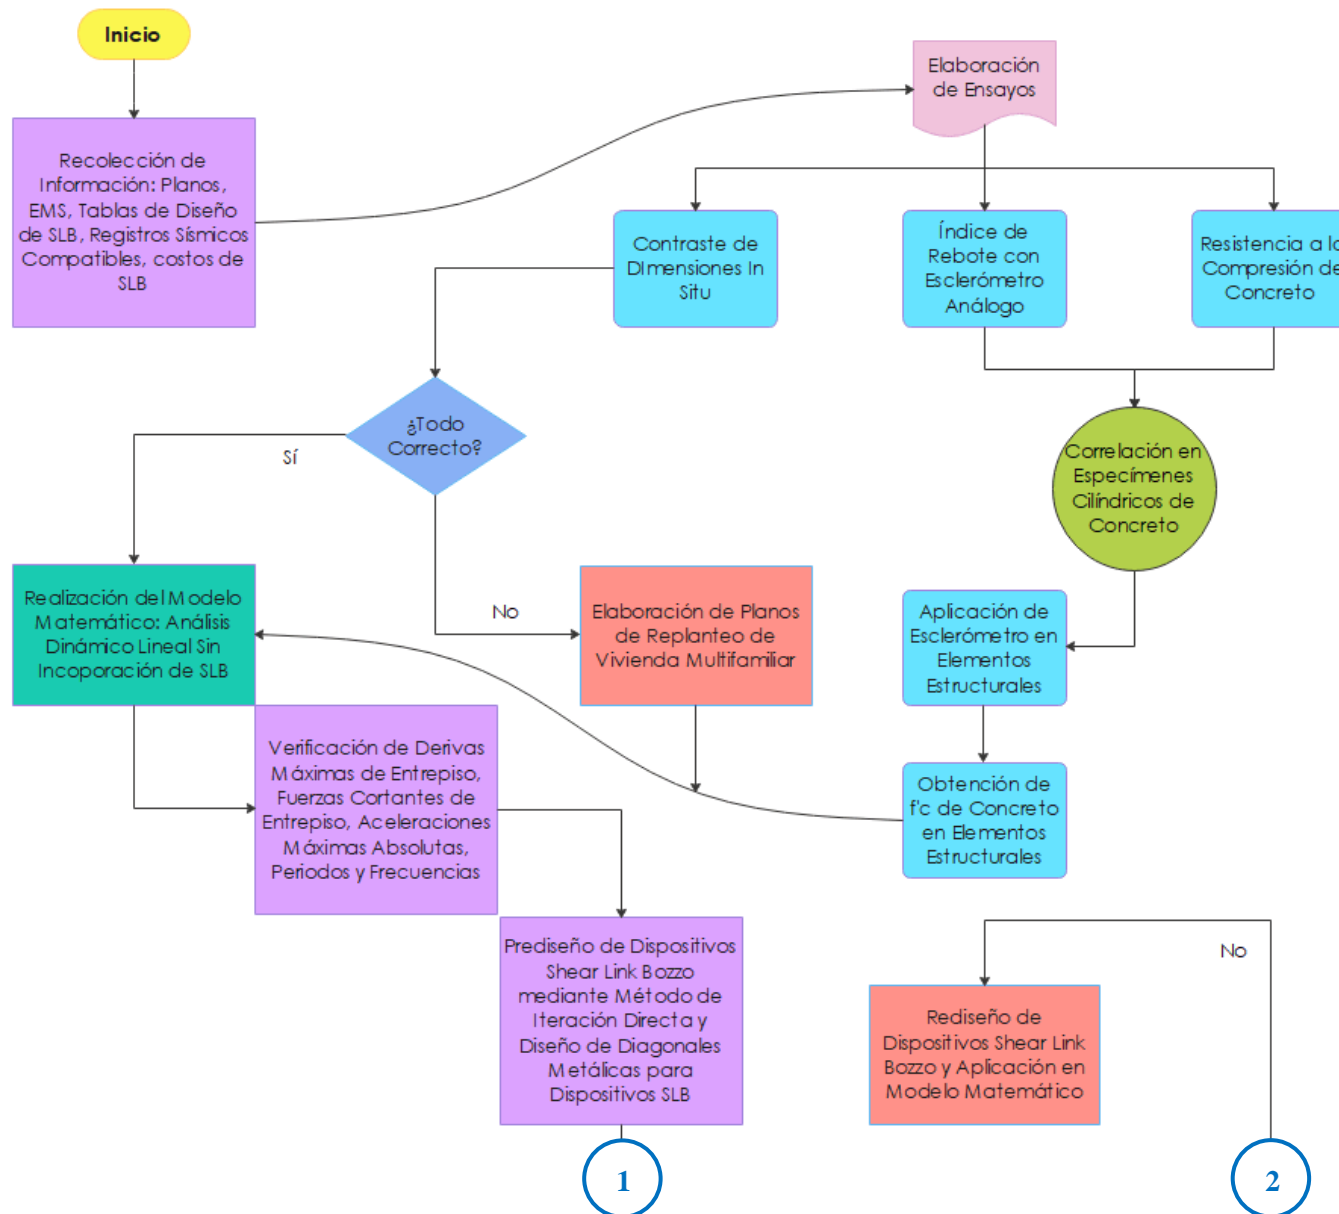 Inicio
Recolección de
Información: Planos,
EMS, Tablas de Diseño
de SLB, Registros Sísmicos
Compatibles, costos de
SLB
Elaboración
de Ensayos
Contraste de
DImensiones In
Situ
Índice de
Rebote con
Esclerómetro
Análogo
Resistencia a la
Compresión de
Concreto
¿Todo
Correcto?
Sí
No
Correlación en
Especímenes
Cilíndricos de
Concreto
Realización del Modelo
Matemático: Análisis
Dinámico Lineal Sin
Incoporación de SLB
Elaboración de Planos
de Replanteo de
Vivienda Multifamiliar
Aplicación de
Esclerómetro en
Elementos
Estructurales
Verificación de Derivas
Máximas de Entrepiso,
Fuerzas Cortantes de
Entrepiso, Aceleraciones
Máximas Absolutas,
Periodos y Frecuencias
Obtención de
f'c de Concreto
en Elementos
Estructurales
Prediseño de Dispositivos
Shear Link Bozzo
mediante Método de
Iteración Directa y
Diseño de Diagonales
Metálicas para
Dispositivos SLB
No
Rediseño de
Dispositivos Shear Link
Bozzo y Aplicación en
Modelo Matemático
1
2